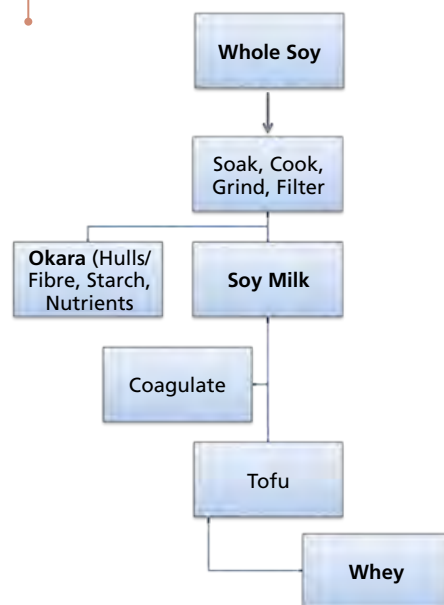 Whole Soy
Soak, Cook,
Grind, Filter
Okara (Hulls/
Fibre, Starch,
Nutrients
Soy Milk
Coagulate
Tofu
Whey